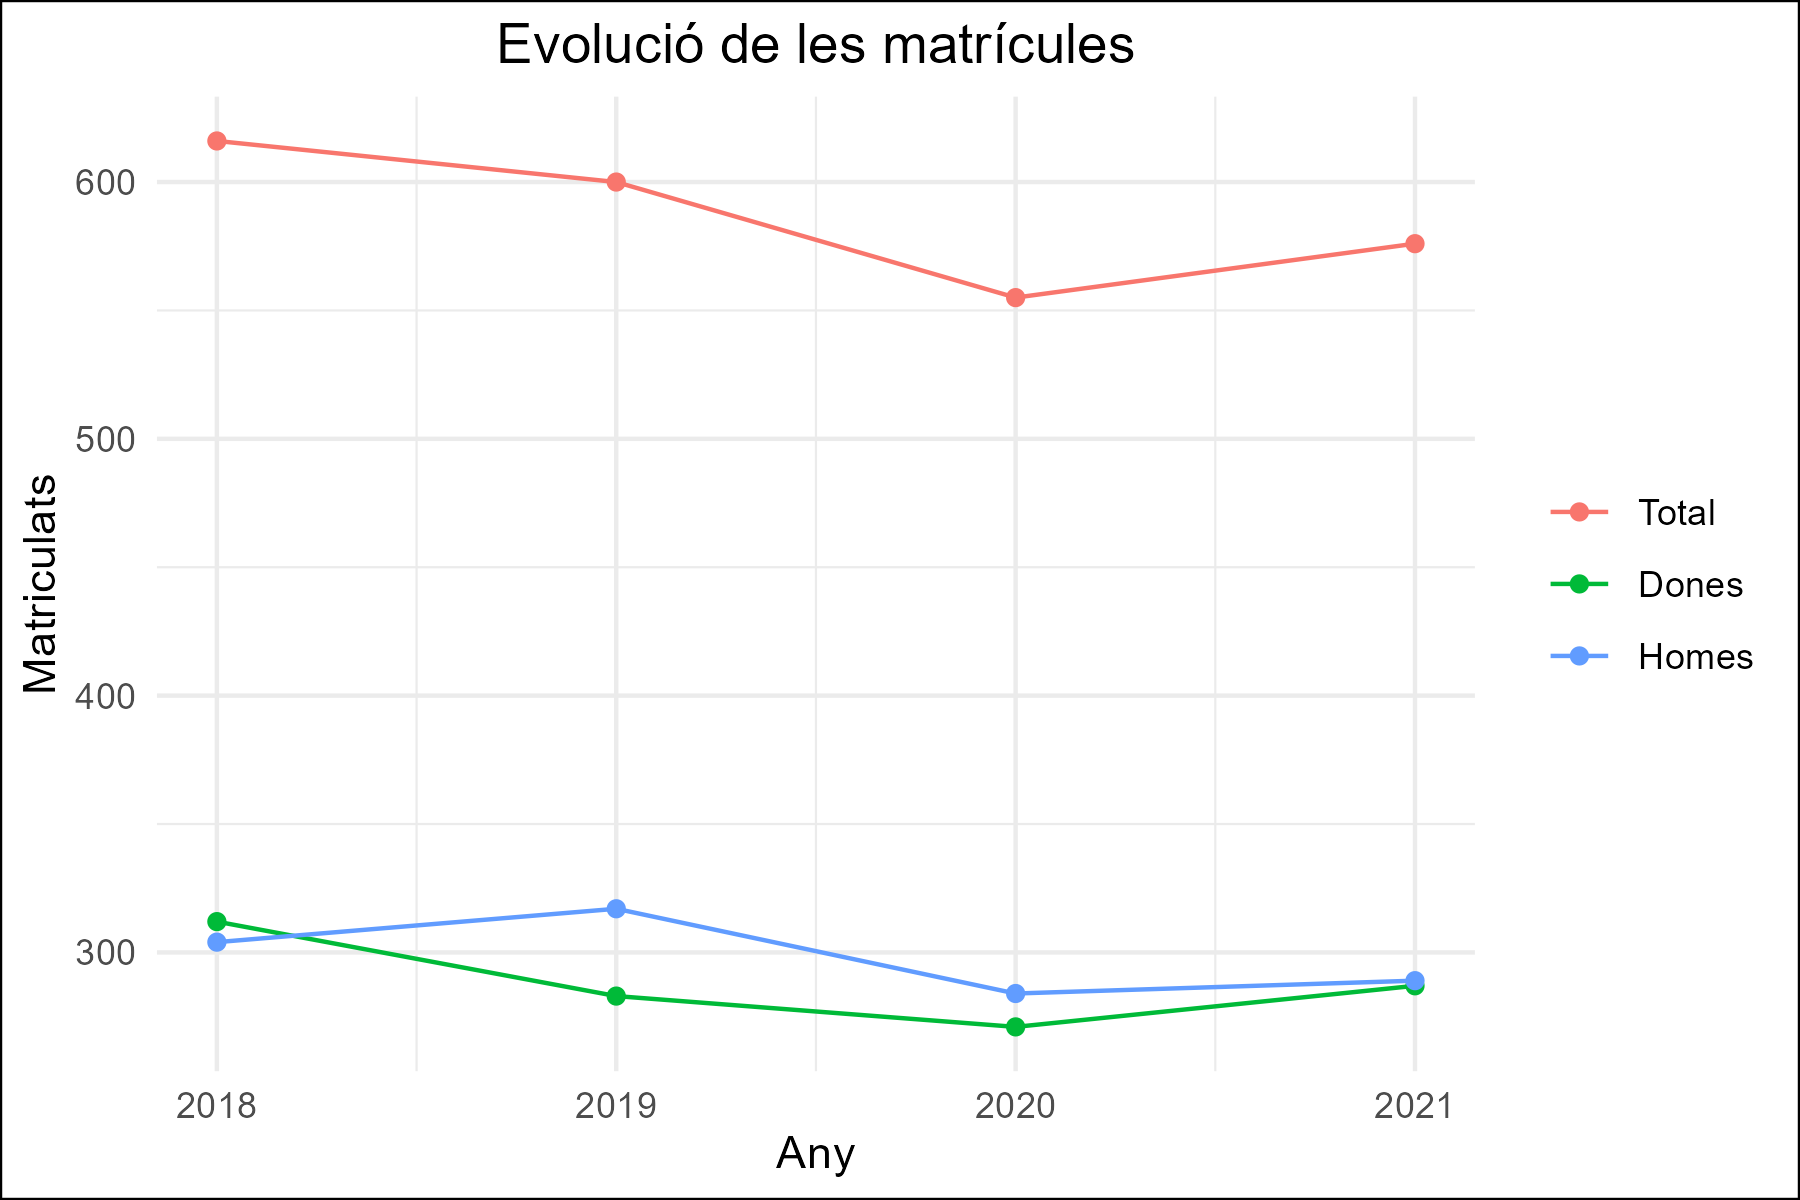 Evolució de les matrícules
600
500
400
300
Matriculats
2018
2019
2020
2021
Any
Total
Dones
Homes